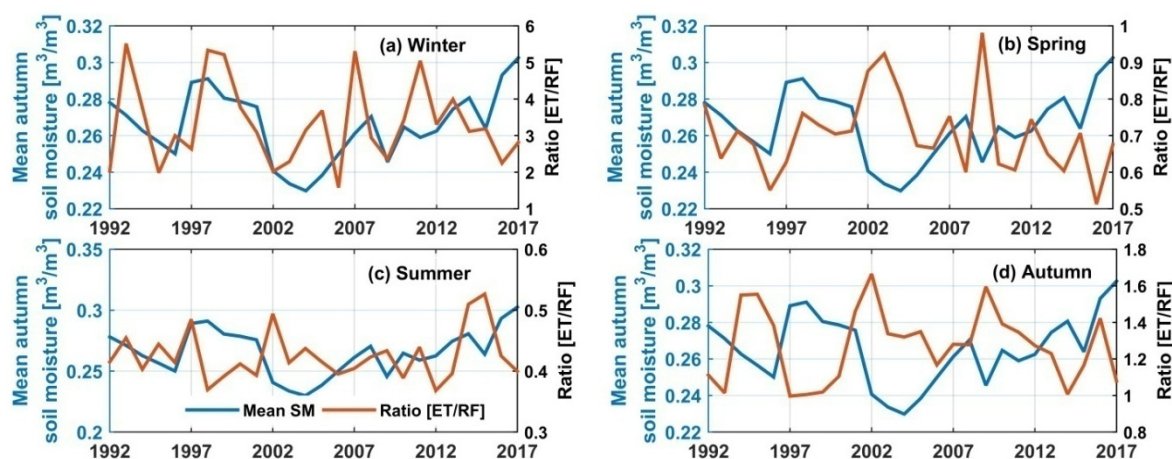 (a) Winter
Mean autumn
soil moisture [m³/m³]
0.32
0.3
0.28
0.26
0.24
0.22
6
5
4
3
2
1
Ratio [ET/RF]
1992 1997 2002 2007 2012 2017
(b) Spring
Mean autumn
soil moisture [m³/m³]
0.32
0.3
0.28
0.26
0.24
0.22
1
0.9
0.8
0.7
0.6
0.5
Ratio [ET/RF]
1992 1997 2002 2007 2012 2017
(c) Summer
Mean autumn
soil moisture [m³/m³]
0.35
0.3
0.25
0.2
0.6
0.5
0.4
0.3
Ratio [ET/RF]
Mean SM Ratio [ET/RF]
1992 1997 2002 2007 2012 2017
(d) Autumn
Mean autumn
soil moisture [m³/m³]
0.32
0.3
0.28
0.26
0.24
0.22
1.8
1.6
1.4
1.2
1
0.8
Ratio [ET/RF]
1992 1997 2002 2007 2012 2017